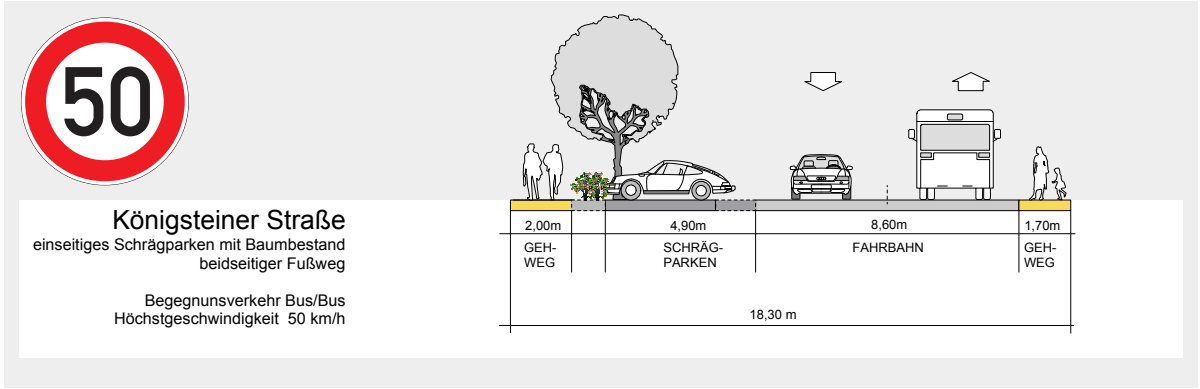 50
Königsteiner Straße
einseitiges Schrägparken mit Baumbestand
beidseitiger Fußweg
Begegnunsverkehr Bus/Bus
Höchstgeschwindigkeit 50 km/h
2,00m 4,90m 8,60m 1,70m
GEH-
WEG
SCHRÄG-
PARKEN
FAHRBAHN
GEH-
WEG
18,30 m